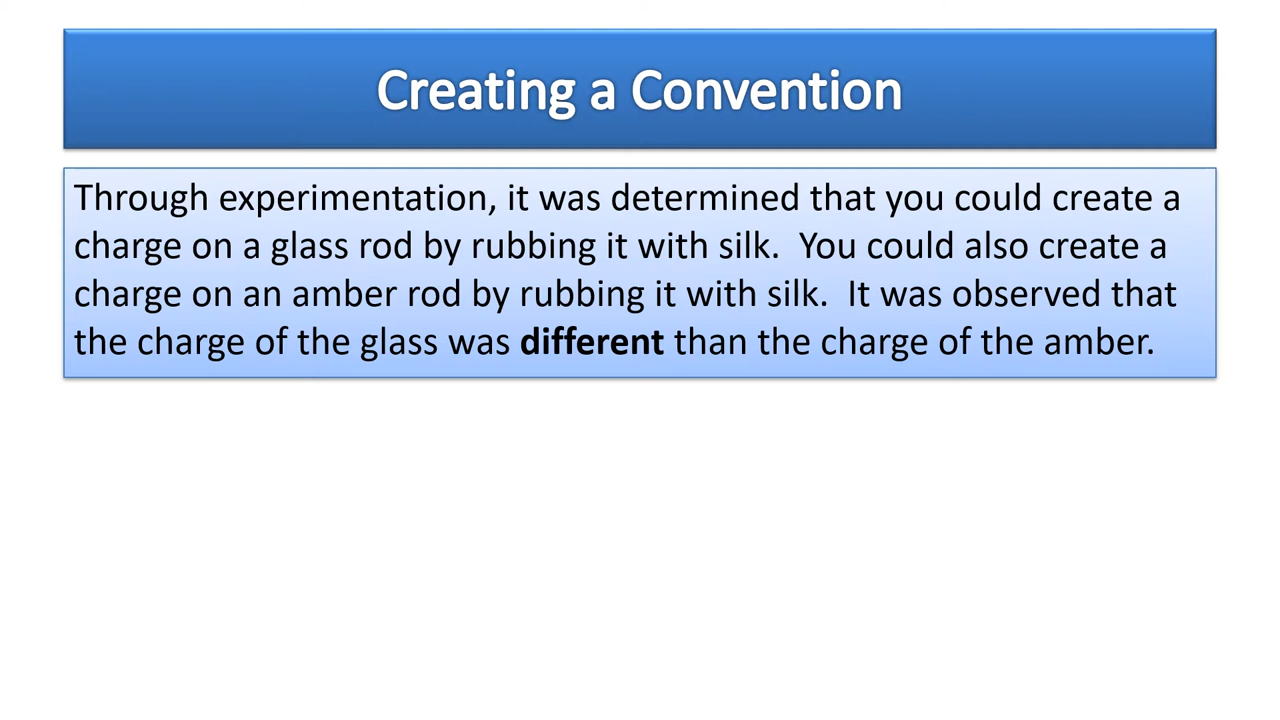 Creating a Convention
Through experimentation, it was determined that you could create a
charge on a glass rod by rubbing it with silk.  You could also create a
charge on an amber rod by rubbing it with silk.  It was observed that
the charge of the glass was different than the charge of the amber.